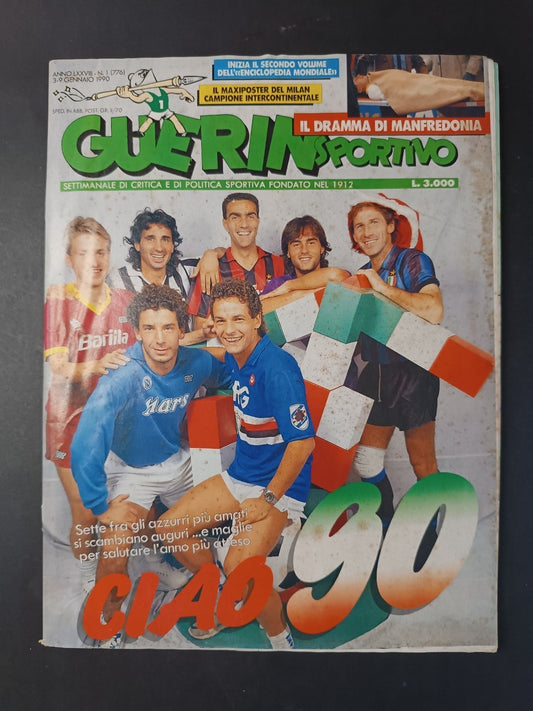 ANNO LXXVIII - N. 1 (776)
3-9 GENNAIO 1990
SPED. IN ABB. POST. GR. II/70
INIZIA IL SECONDO VOLUME
DELL'«ENCICLOPEDIA MONDIALE»
IL MAXIPOSTER DEL MILAN
CAMPIONE INTERCONTINENTALE
IL DRAMMA DI MANFREDONIA
1
GUERIN SPORTIVO
SETTIMANALE DI CRITICA E DI POLITICA SPORTIVA FONDATO NEL 1912
L. 3.000
Barilla
Mars
Sette fra gli azzurri più amati
si scambiano auguri ...e maglie
per salutare l'anno più atteso
CIAO 90